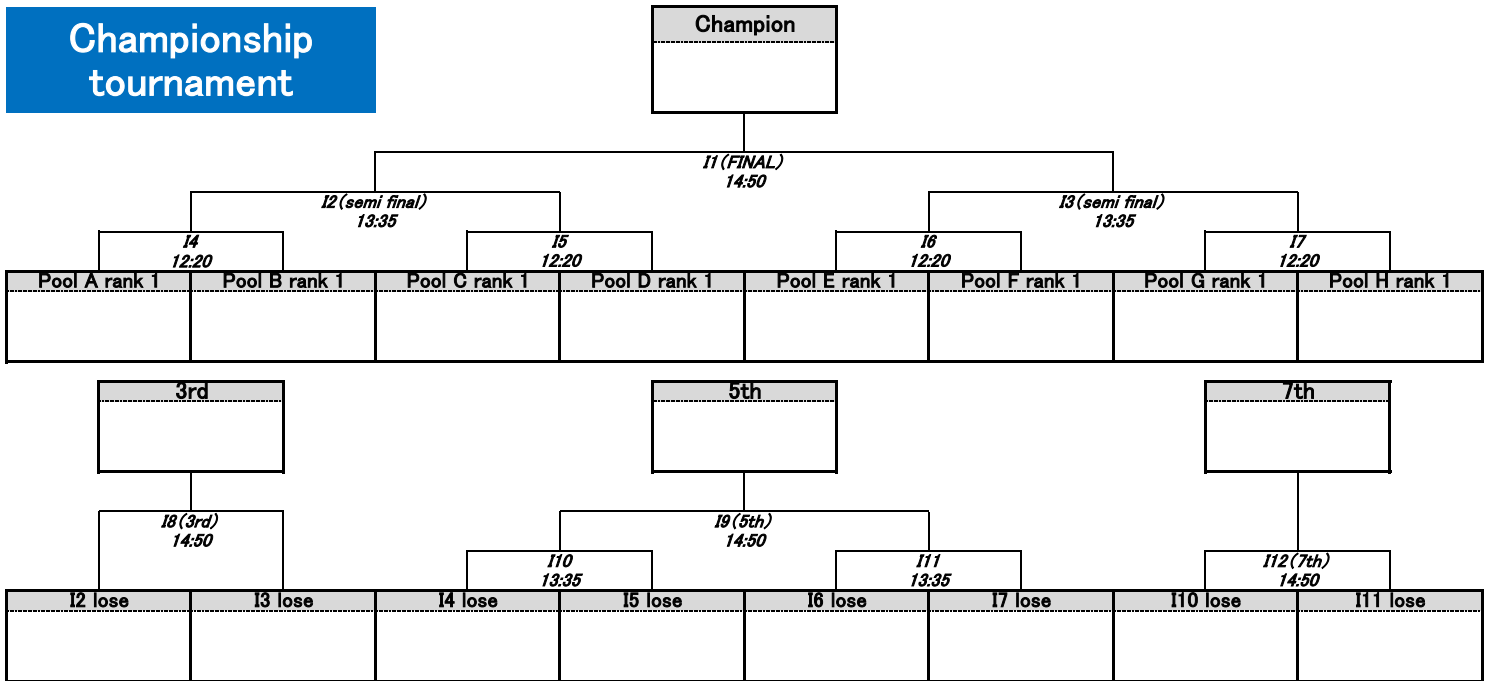 Championship
tournament
Champion
I1(FINAL)
14:50
I2(semi final)
13:35
I3(semi final)
13:35
I4
12:20
I5
12:20
I6
12:20
I7
12:20
Pool A rank 1
Pool B rank 1
Pool C rank 1
Pool D rank 1
Pool E rank 1
Pool F rank 1
Pool G rank 1
Pool H rank 1
3rd
5th
7th
I8(3rd)
14:50
I9(5th)
14:50
I10
13:35
I11
13:35
I12(7th)
14:50
I2 lose
I3 lose
I4 lose
I5 lose
I6 lose
I7 lose
I10 lose
I11 lose